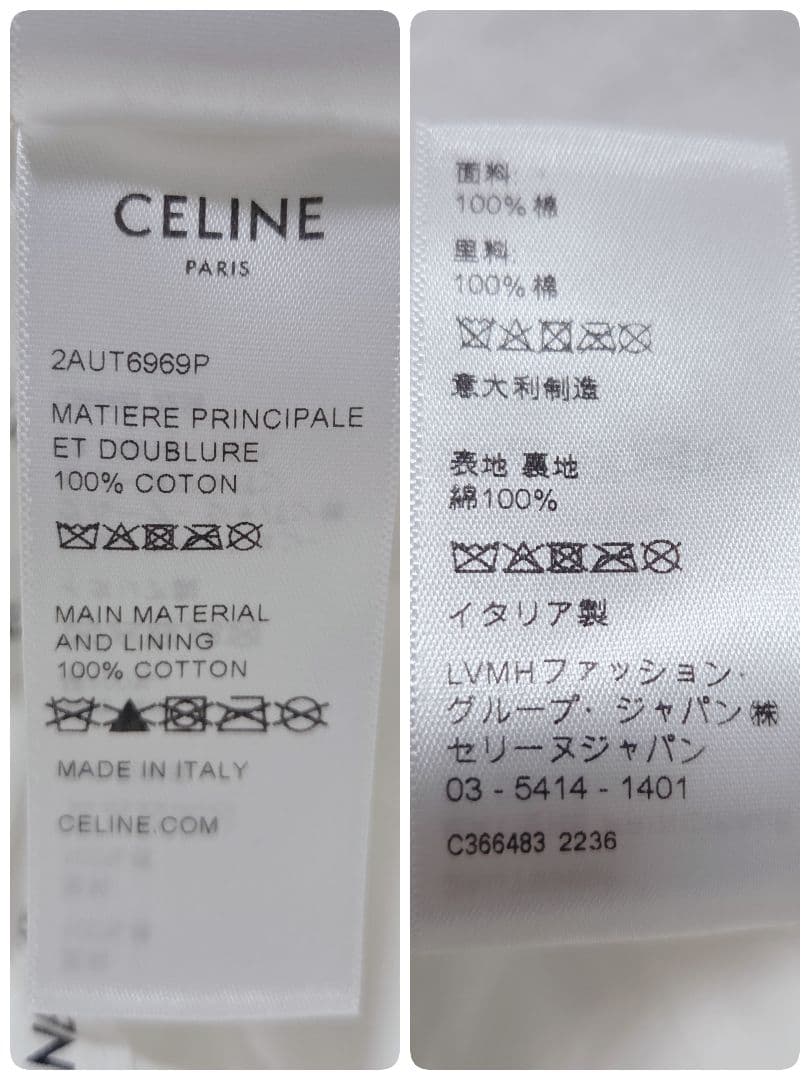 CELINE
PARIS
2AUT6969P
MATIERE PRINCIPALE
ET DOUBLURE
100% COTON
MAIN MATERIAL
AND LINING
100% COTTON
MADE IN ITALY
CELINE.COM
面料
100% 棉
里料
100% 棉
意大利制造
表地 裏地
綿100%
イタリア製
LVMHファッション・
グループ・ジャパン㈱
セリーヌジャパン
03 - 5414 - 1401
C366483 2236